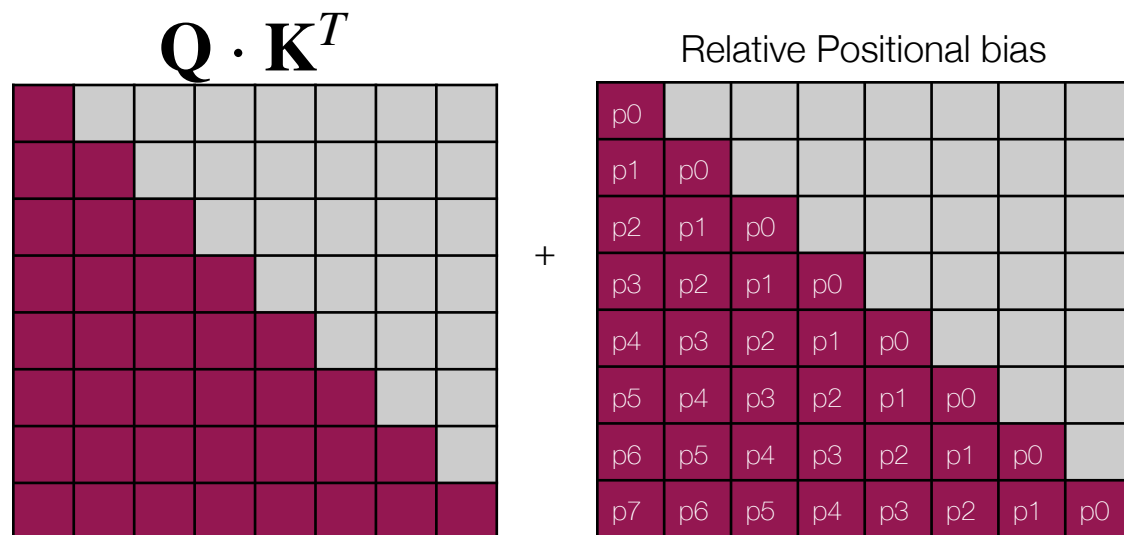 Q · K^T
Relative Positional bias
+
p0
p1 p0
p2 p1 p0
p3 p2 p1 p0
p4 p3 p2 p1 p0
p5 p4 p3 p2 p1 p0
p6 p5 p4 p3 p2 p1 p0
p7 p6 p5 p4 p3 p2 p1 p0